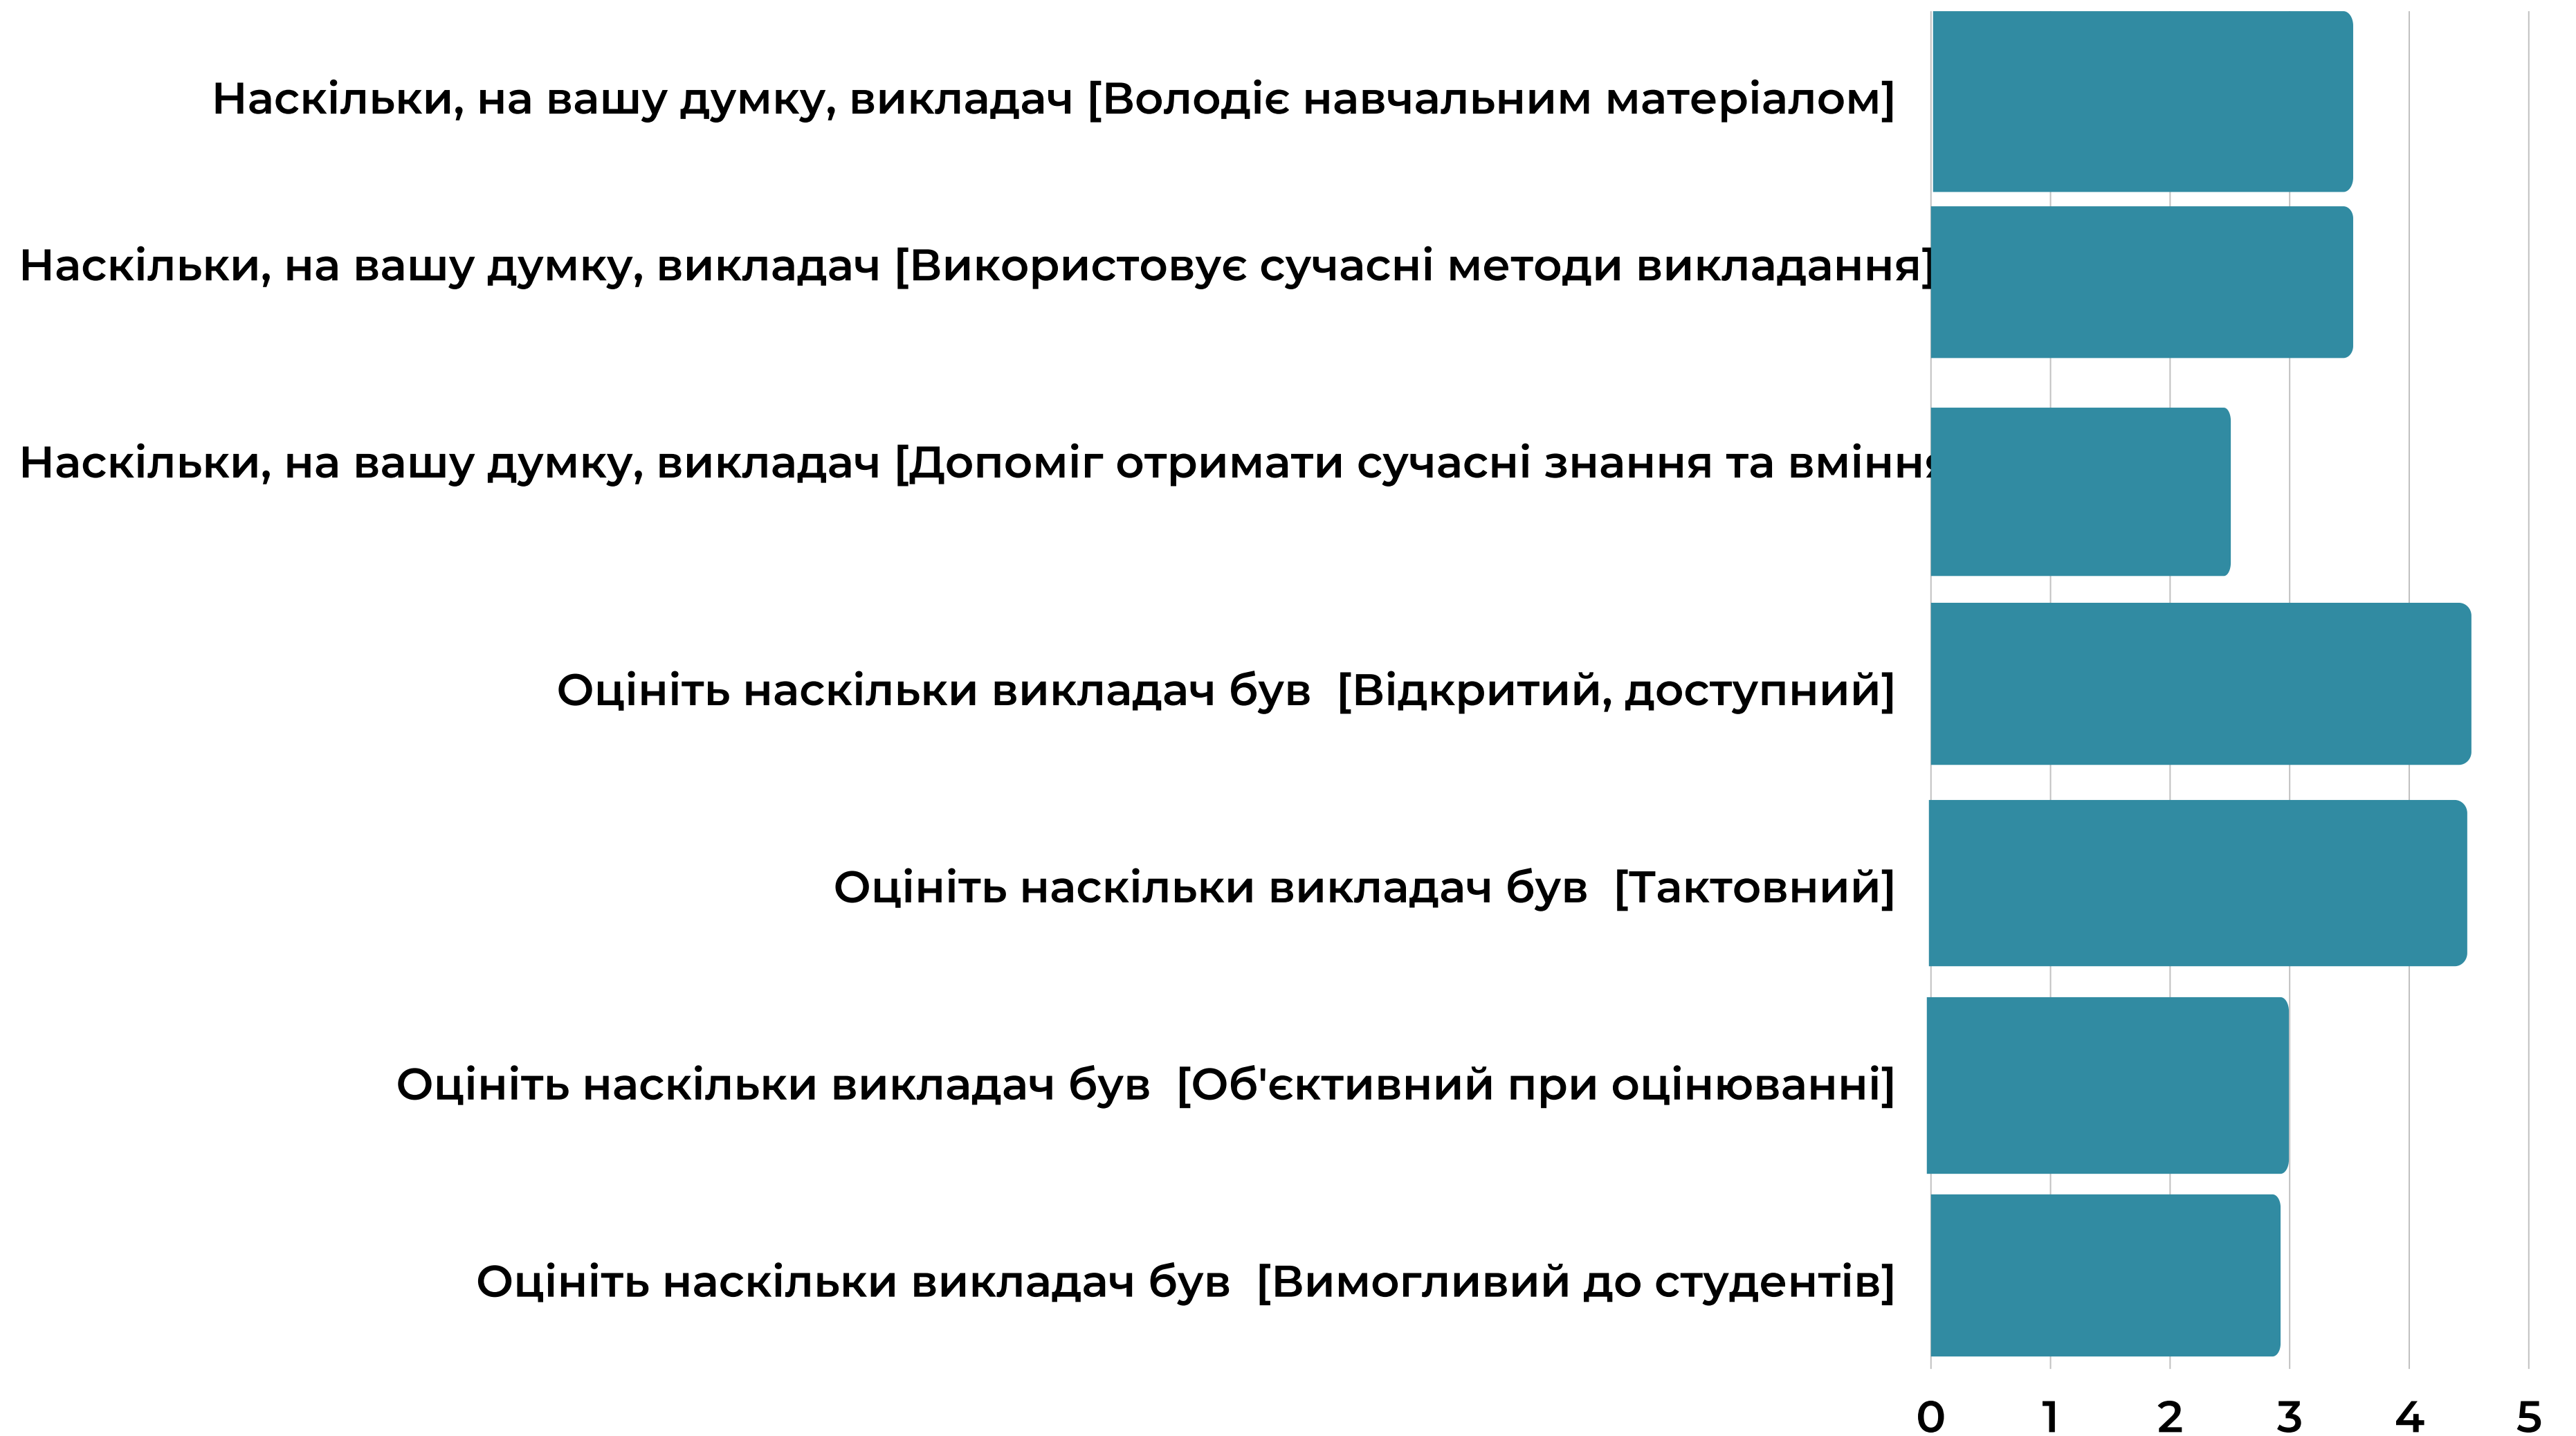 Наскільки, на вашу думку, викладач [Володіє навчальним матеріалом]
Наскільки, на вашу думку, викладач [Використовує сучасні методи викладання]
Наскільки, на вашу думку, викладач [Допоміг отримати сучасні знання та вміння
Оцініть наскільки викладач був  [Відкритий, доступний]
Оцініть наскільки викладач був  [Тактовний]
Оцініть наскільки викладач був  [Об'єктивний при оцінюванні]
Оцініть наскільки викладач був  [Вимогливий до студентів]
0 1 2 3 4 5